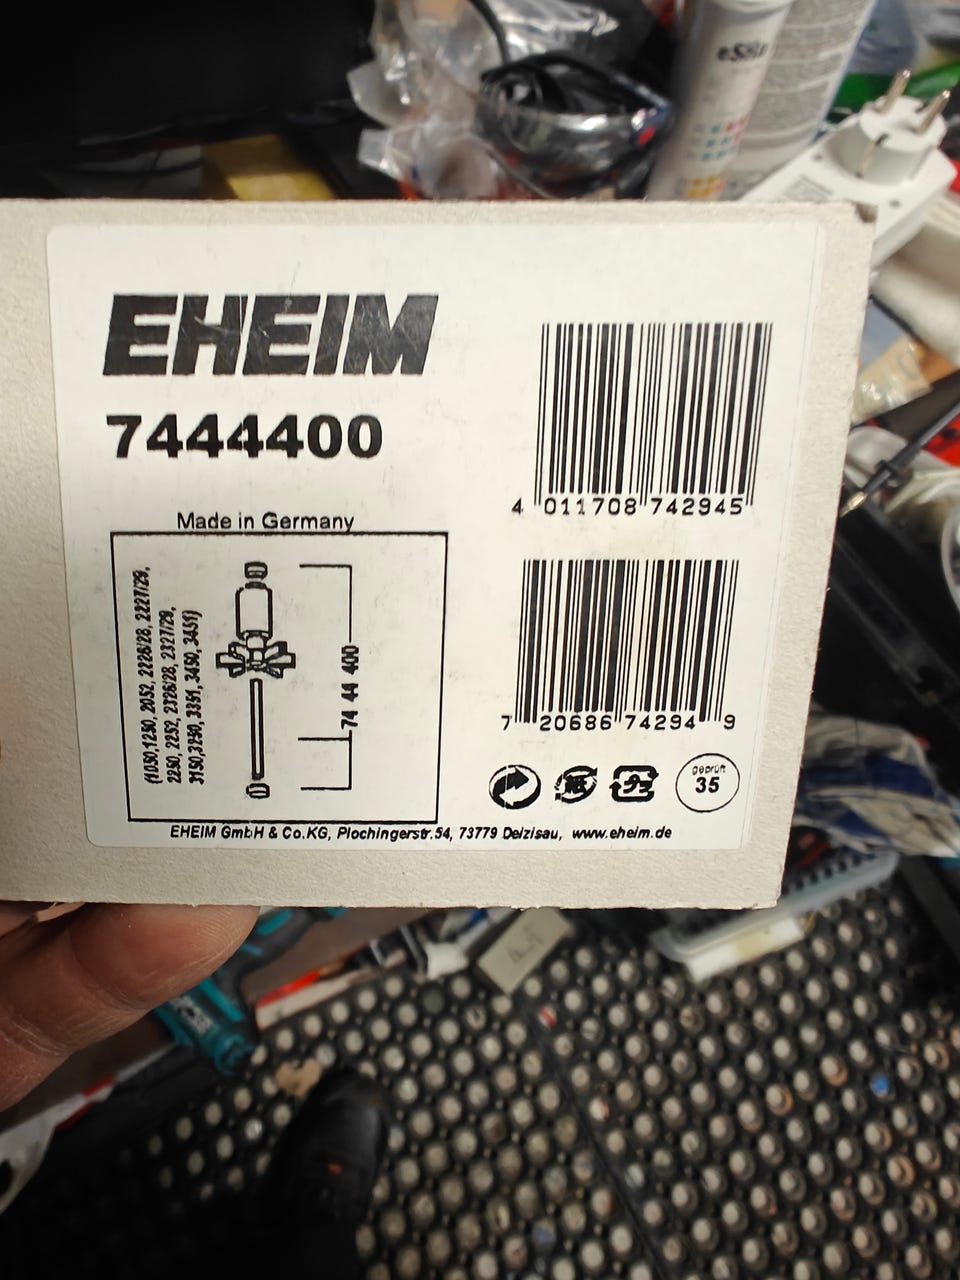 EHEIM
7444400
Made in Germany
(1050,1250, 2052, 2226/28, 2227/29,
2250, 2252, 2326/28, 2327/29,
3150,3250, 3351, 3450, 3451)
74 44 400
4 011708 742945
7 20686 74294 9
geprüft
35
EHEIM GmbH & Co.KG, Plochingerstr.54, 73779 Deizisau, www.eheim.de